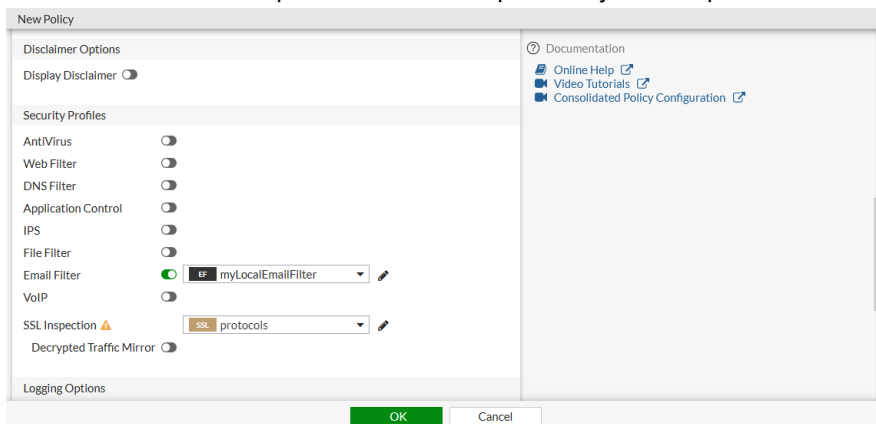 New Policy
Disclaimer Options
Display Disclaimer
Security Profiles
AntiVirus
Web Filter
DNS Filter
Application Control
IPS
File Filter
Email Filter EF myLocalEmailFilter
VoIP
SSL Inspection SSL protocols
Decrypted Traffic Mirror
Logging Options
Documentation
Online Help
Video Tutorials
Consolidated Policy Configuration
OK Cancel